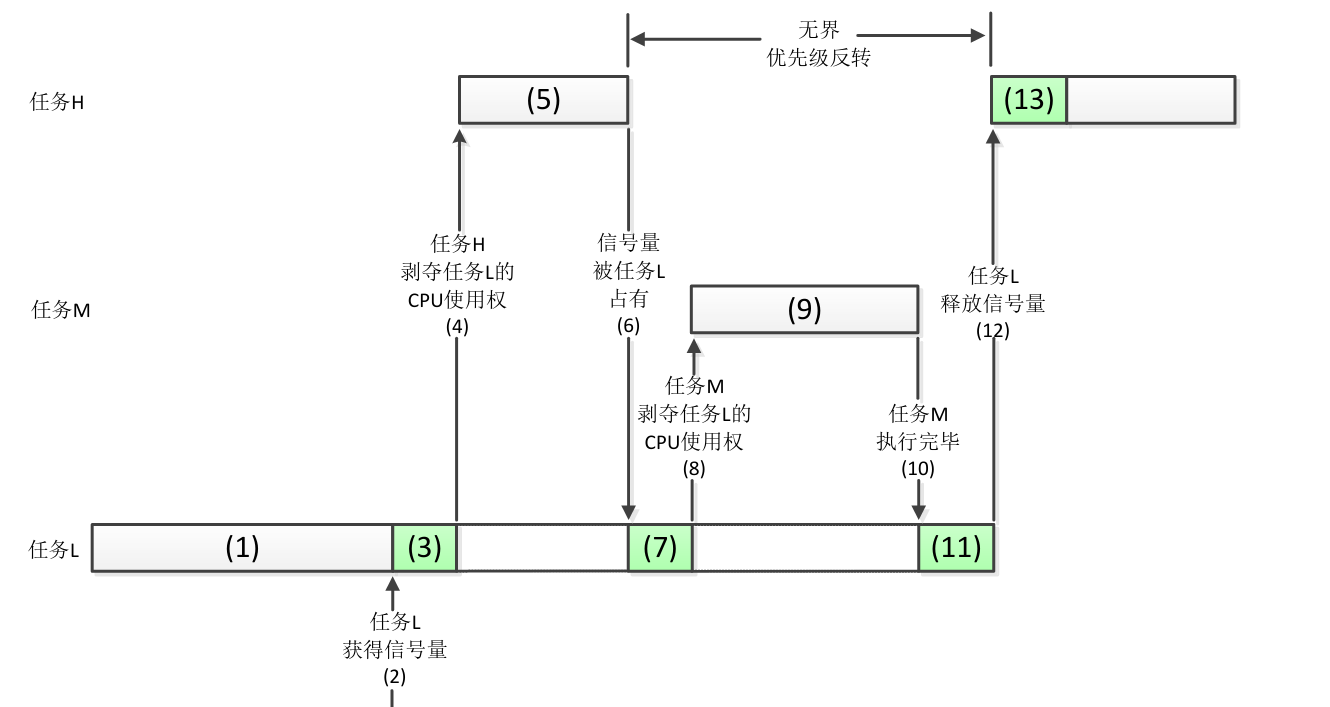 无界
优先级反转
任务H
(5)
(13)
任务H
剥夺任务L的
CPU使用权
(4)
信号量
被任务L
占有
(6)
任务L
释放信号量
(12)
任务M
(9)
任务M
剥夺任务L的
CPU使用权
(8)
任务M
执行完毕
(10)
任务L
(1)
(3)
(7)
(11)
任务L
获得信号量
(2)